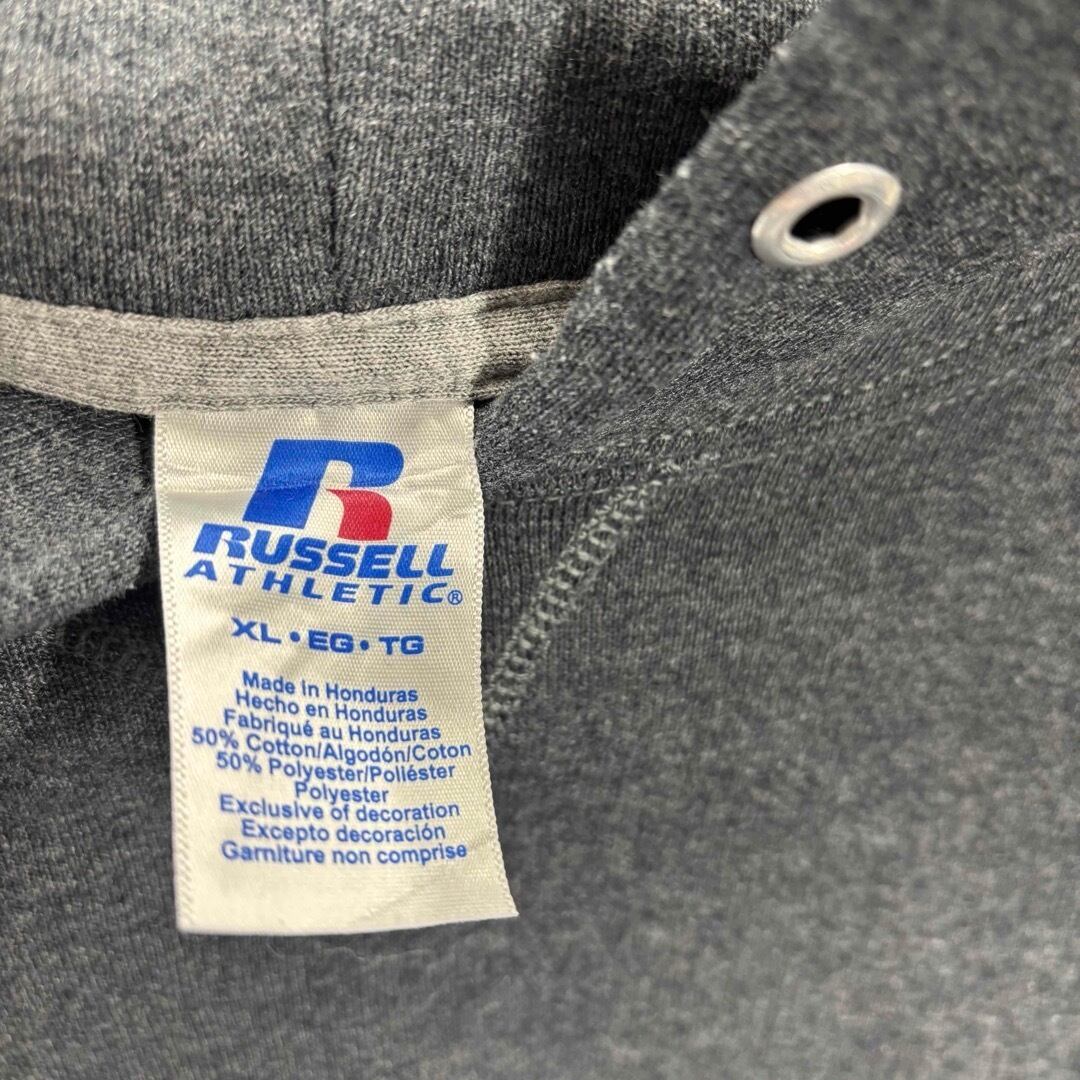 R
RUSSELL
ATHLETIC®
XL • EG • TG
Made in Honduras
Hecho en Honduras
Fabriqué au Honduras
50% Cotton/Algodón/Coton
50% Polyester/Poliéster
Polyester
Exclusive of decoration
Excepto decoración
Garniture non comprise